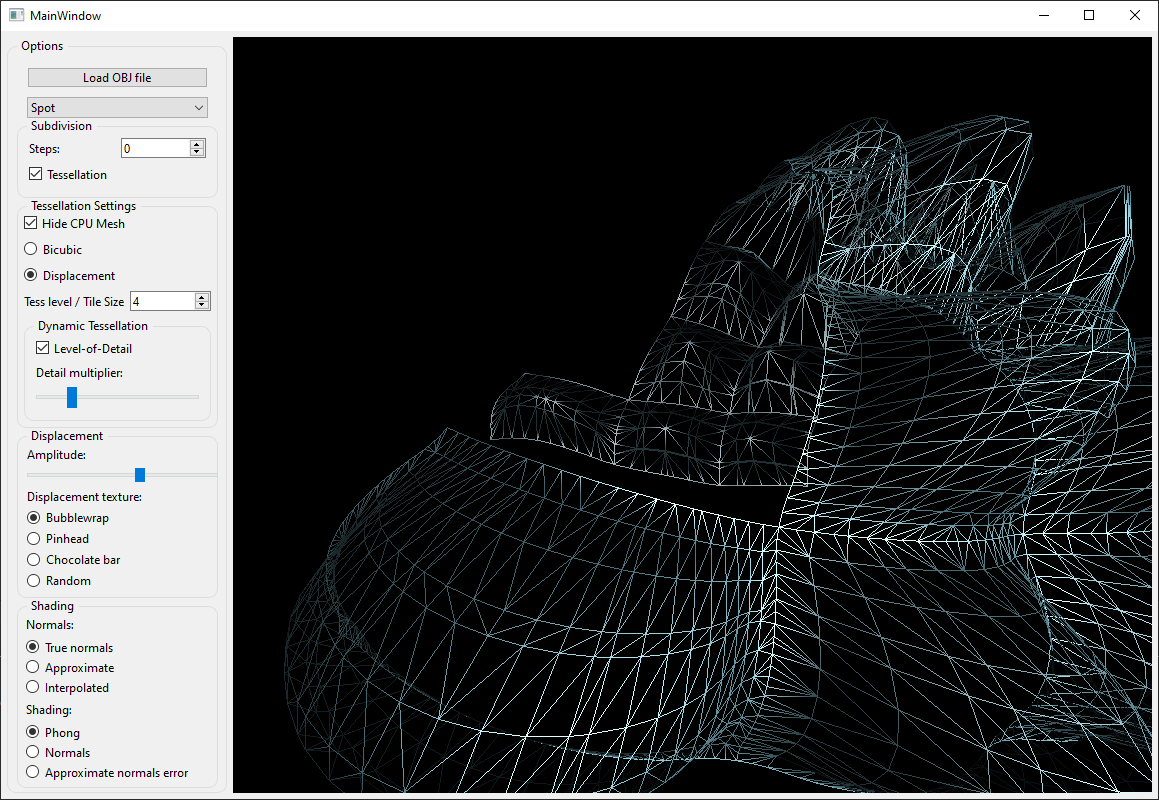 MainWindow
Options
Load OBJ file
Spot
Subdivision
Steps:
0
Tessellation
Tessellation Settings
Hide CPU Mesh
Bicubic
Displacement
Tess level / Tile Size
4
Dynamic Tessellation
Level-of-Detail
Detail multiplier:
Displacement
Amplitude:
Displacement texture:
Bubblewrap
Pinhead
Chocolate bar
Random
Shading
Normals:
True normals
Approximate
Interpolated
Shading:
Phong
Normals
Approximate normals error